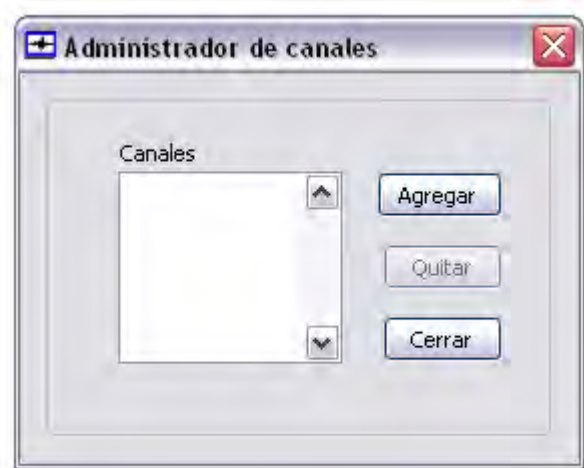 Administrador de canales
Canales
Agregar
Quitar
Cerrar